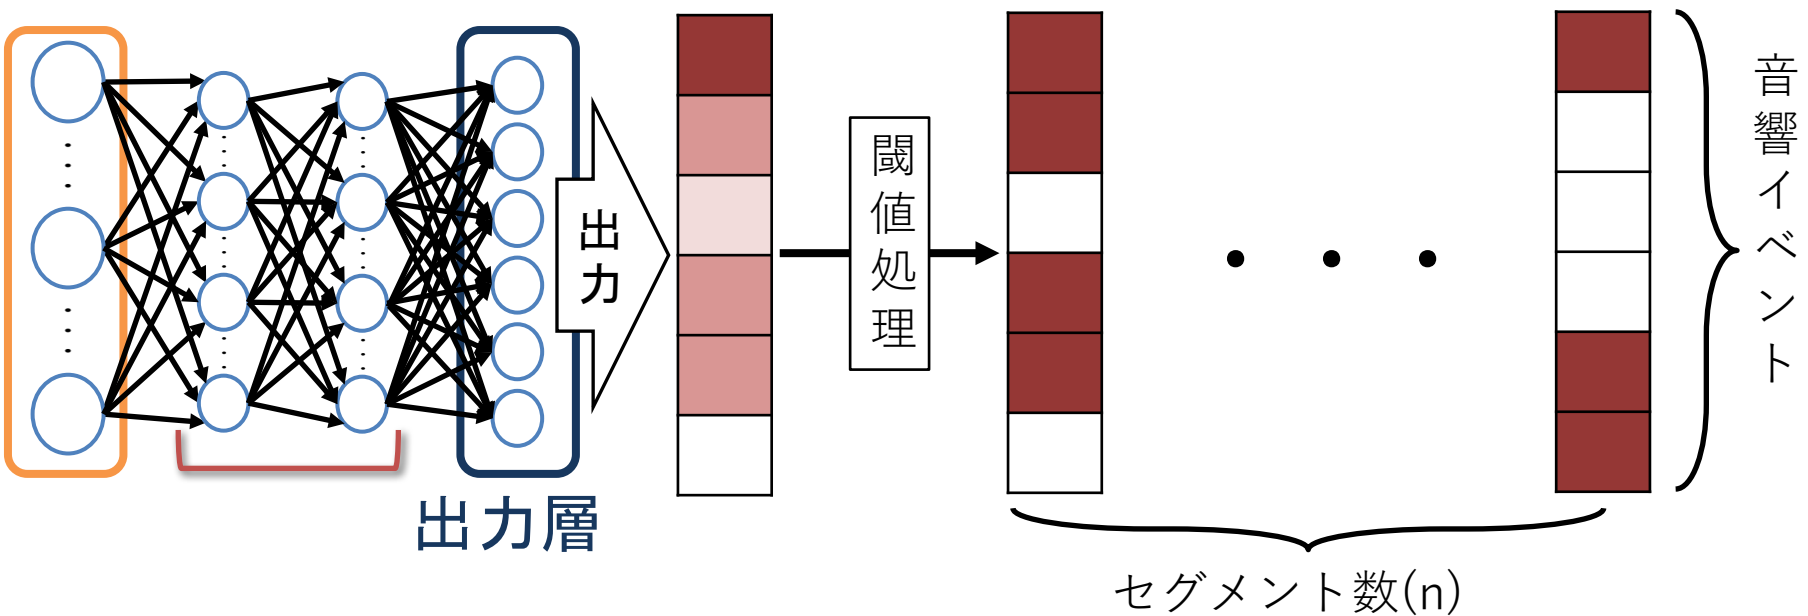 出力
出力層
閾値処理
セグメント数(n)
音響イベント